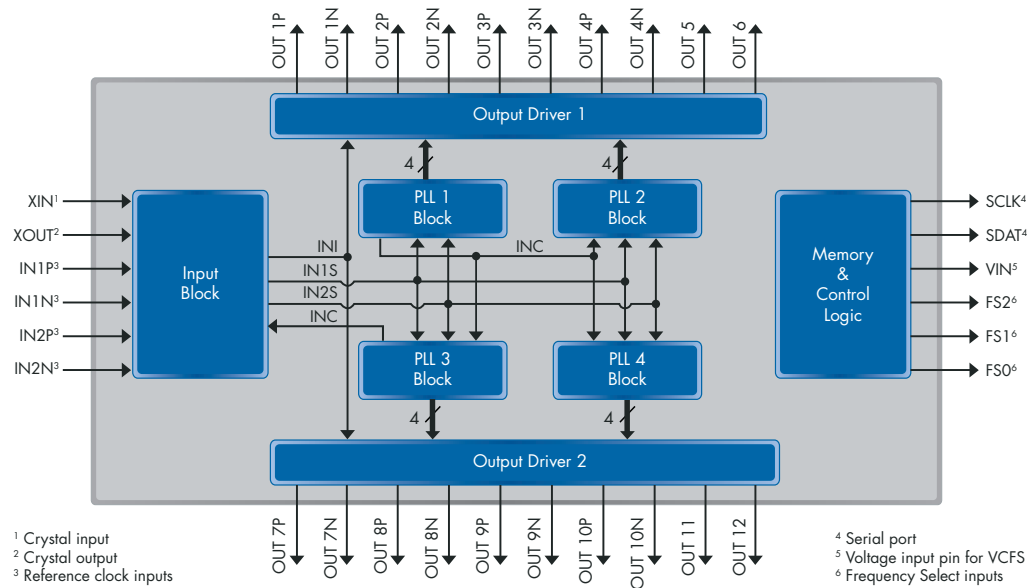 OUT 1P
OUT 1N
OUT 2P
OUT 2N
OUT 3P
OUT 3N
OUT 4P
OUT 4N
OUT 5
OUT 6
Output Driver 1
4
4
PLL 1
Block
PLL 2
Block
XIN¹
XOUT²
IN1P³
IN1N³
IN2P³
IN2N³
Input
Block
INI
IN1S
IN2S
INC
INC
Memory
&
Control
Logic
SCLK⁴
SDAT⁴
VIN⁵
FS2⁶
FS1⁶
FS0⁶
PLL 3
Block
PLL 4
Block
4
4
Output Driver 2
OUT 7P
OUT 7N
OUT 8P
OUT 8N
OUT 9P
OUT 9N
OUT 10P
OUT 10N
OUT 11
OUT 12
¹ Crystal input
² Crystal output
³ Reference clock inputs
⁴ Serial port
⁵ Voltage input pin for VCFS
⁶ Frequency Select inputs